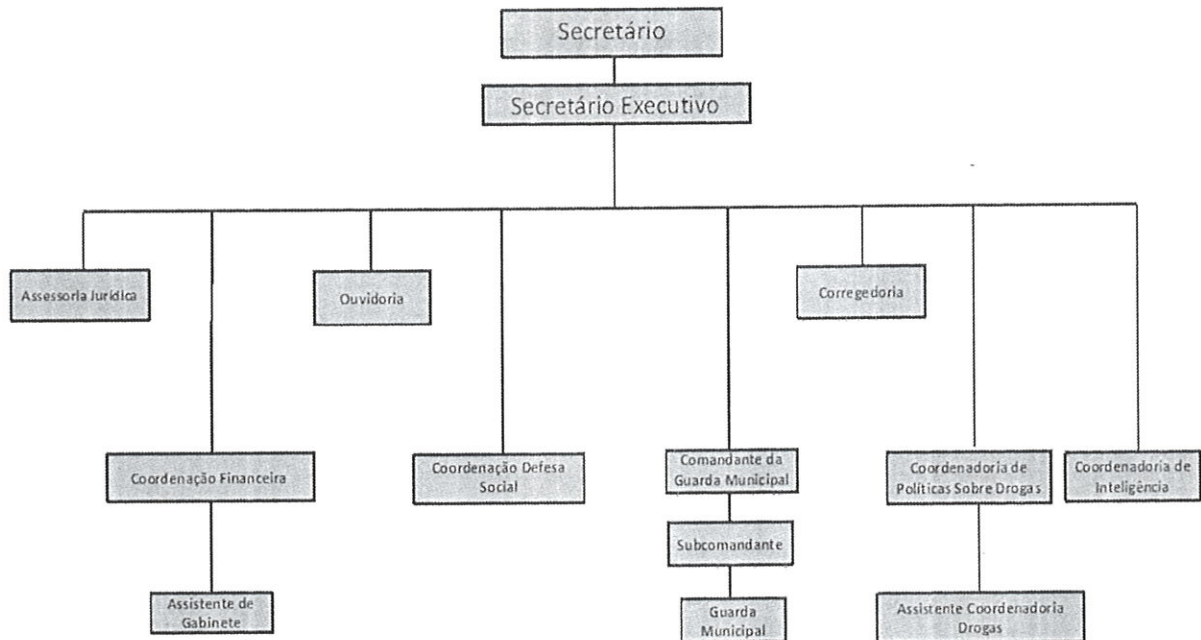 Secretário
Secretário Executivo
Assessoria Jurídica
Ouvidoria
Corregedoria
Coordenação Financeira
Coordenação Defesa
Social
Comandante da
Guarda Municipal
Coordenadoria de
Políticas Sobre Drogas
Coordenadoria de
Inteligência
Subcomandante
Assistente de
Gabinete
Guarda
Municipal
Assistente Coordenadoria
Drogas